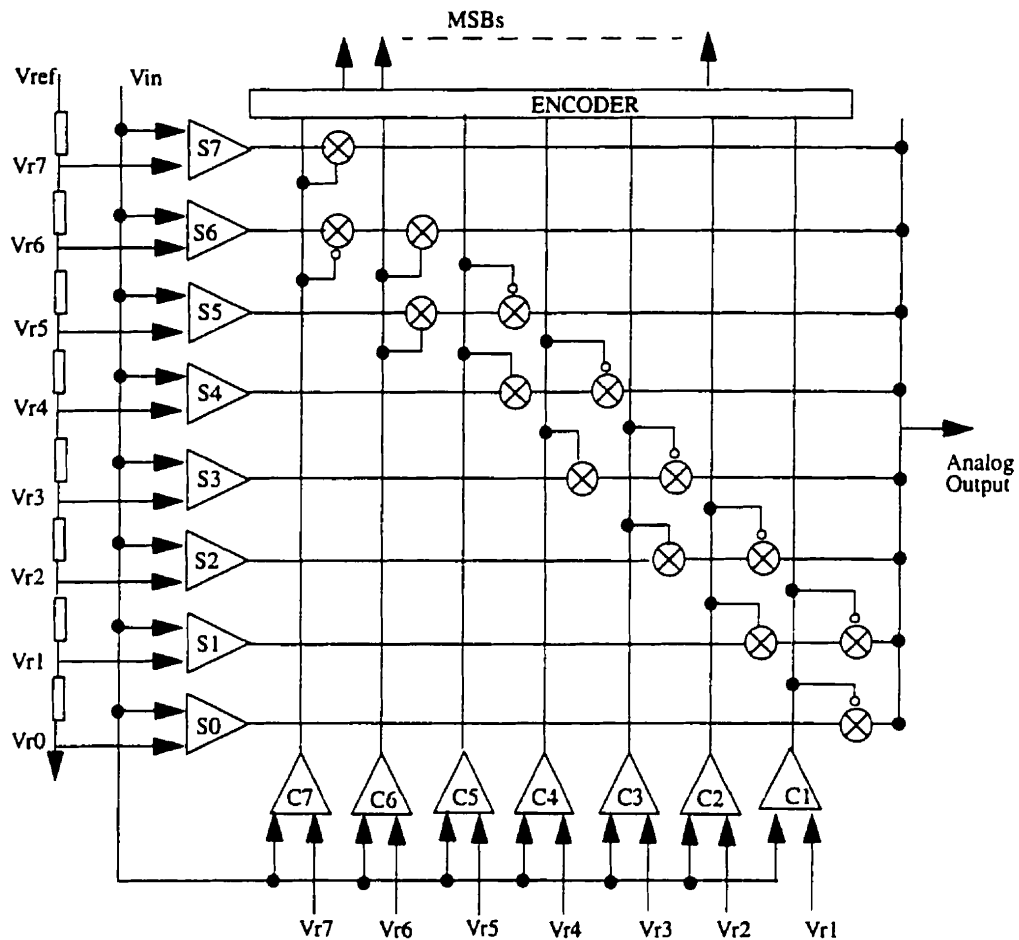 MSBs
Vref
Vin
ENCODER
S7
Vr7
S6
Vr6
S5
Vr5
S4
Vr4
S3
Analog
Output
Vr3
S2
Vr2
S1
Vr1
S0
Vr0
C7
C6
C5
C4
C3
C2
C1
Vr7
Vr6
Vr5
Vr4
Vr3
Vr2
Vr1